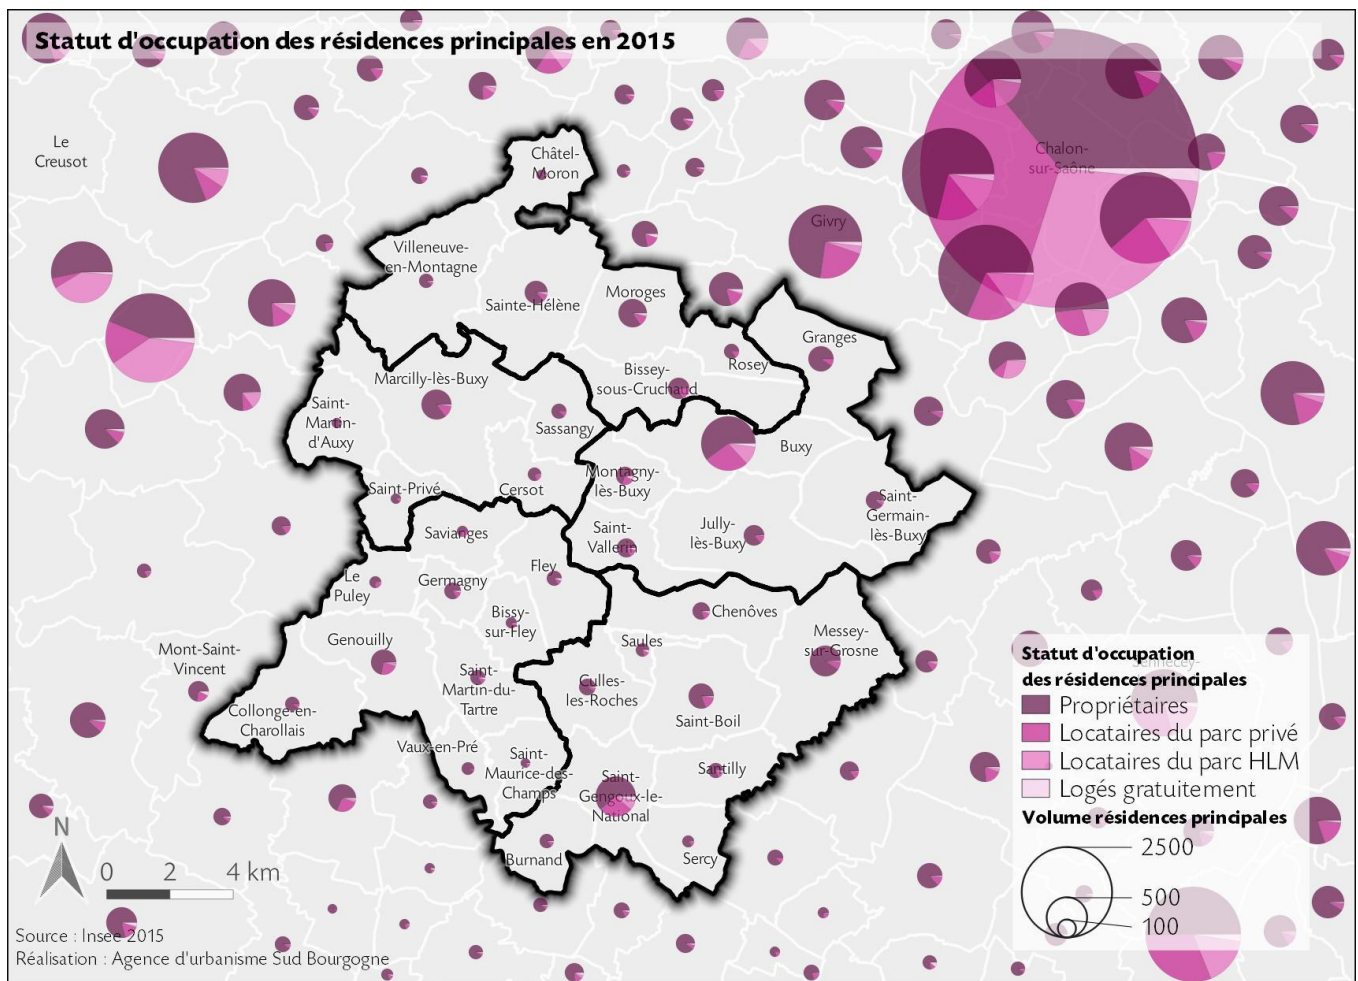 Statut d'occupation des résidences principales en 2015
Le
Creusot
Châtel-
Moron
Chalon-
sur-Saône
Givry
Villeneuve-
en-Montagne
Sainte-Hélène
Moroges
Granges
Rosey
Bissey-
sous-Cruchaud
Marcilly-lès-Buxy
Saint-
Martin-
d'Auxy
Sassangy
Buxy
Saint-Privé
Cersot
Montagny-
lès-Buxy
Saint-
Germain-
lès-Buxy
Jully-
lès-Buxy
Saint-
Vallerin
Savianges
Fley
Le
Puley
Germagny
Bissy-
sur-Fley
Chenôves
Saules
Messey-
sur-Grosne
Genouilly
Mont-Saint-
Vincent
Saint-
Martin-du-
Tartre
Culles-
les-Roches
Saint-Boil
Collonge-en-
Charollais
Vaux-en-Pré
Saint-
Maurice-des-
Champs
Saint-
Gengoux-le-
National
Santilly
Burnand
Sercy
Sennecey-
Statut d'occupation
des résidences principales
Propriétaires
Locataires du parc privé
Locataires du parc HLM
Logés gratuitement
Volume résidences principales
2500
500
100
N
0 2 4 km
Source : Insee 2015
Réalisation : Agence d'urbanisme Sud Bourgogne